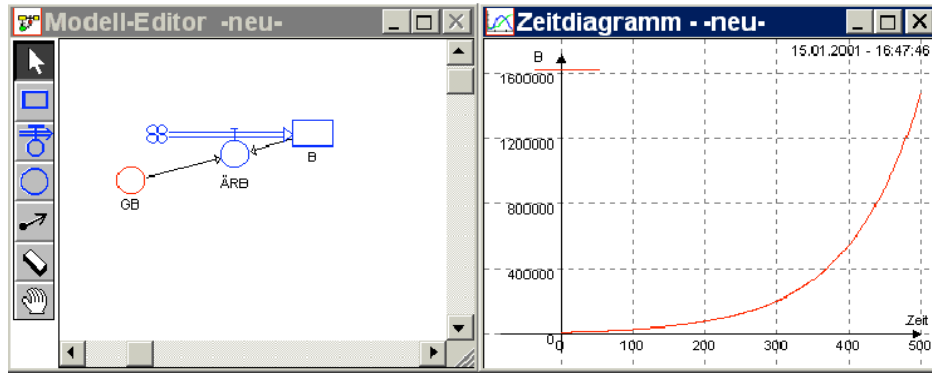 Modell-Editor -neu-
GB
ÄRB
B
Zeitdiagramm - -neu-
15.01.2001 - 16:47:46
B
1600000
1200000
800000
400000
0
0
100
200
300
400
500
Zeit